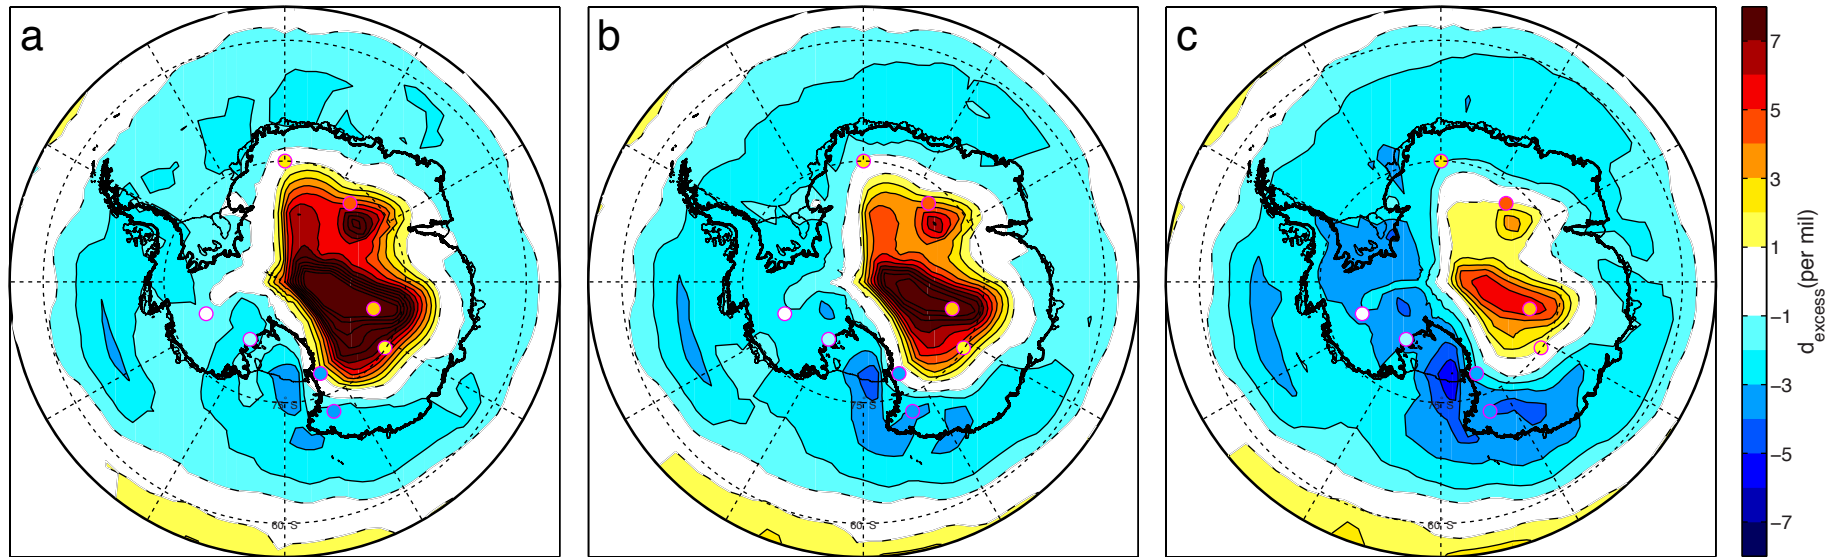 a
b
c
7
5
3
1
−1
−3
−5
−7
d excess (per mil)
75° S
60° S
75° S
60° S
75° S
60° S